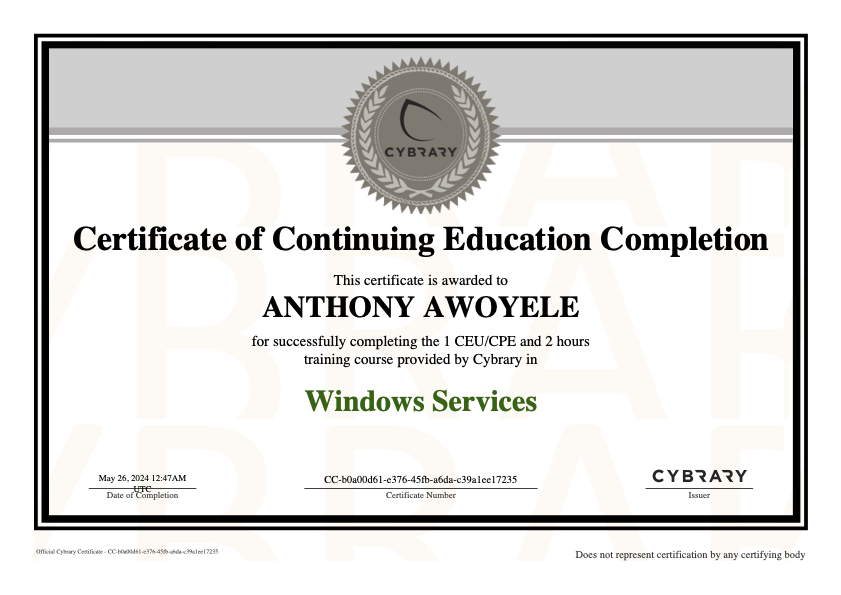 CYBRARY
Certificate of Continuing Education Completion
This certificate is awarded to
ANTHONY AWOYELE
for successfully completing the 1 CEU/CPE and 2 hours
training course provided by Cybrary in
Windows Services
May 26, 2024 12:47AM
UTC
Date of Completion
CC-b0a00d61-e376-45fb-a6da-c39a1ee17235
Certificate Number
CYBRARY
Issuer
Official Cybrary Certificate - CC-b0a00d61-e376-45fb-a6da-c39a1ee17235
Does not represent certification by any certifying body